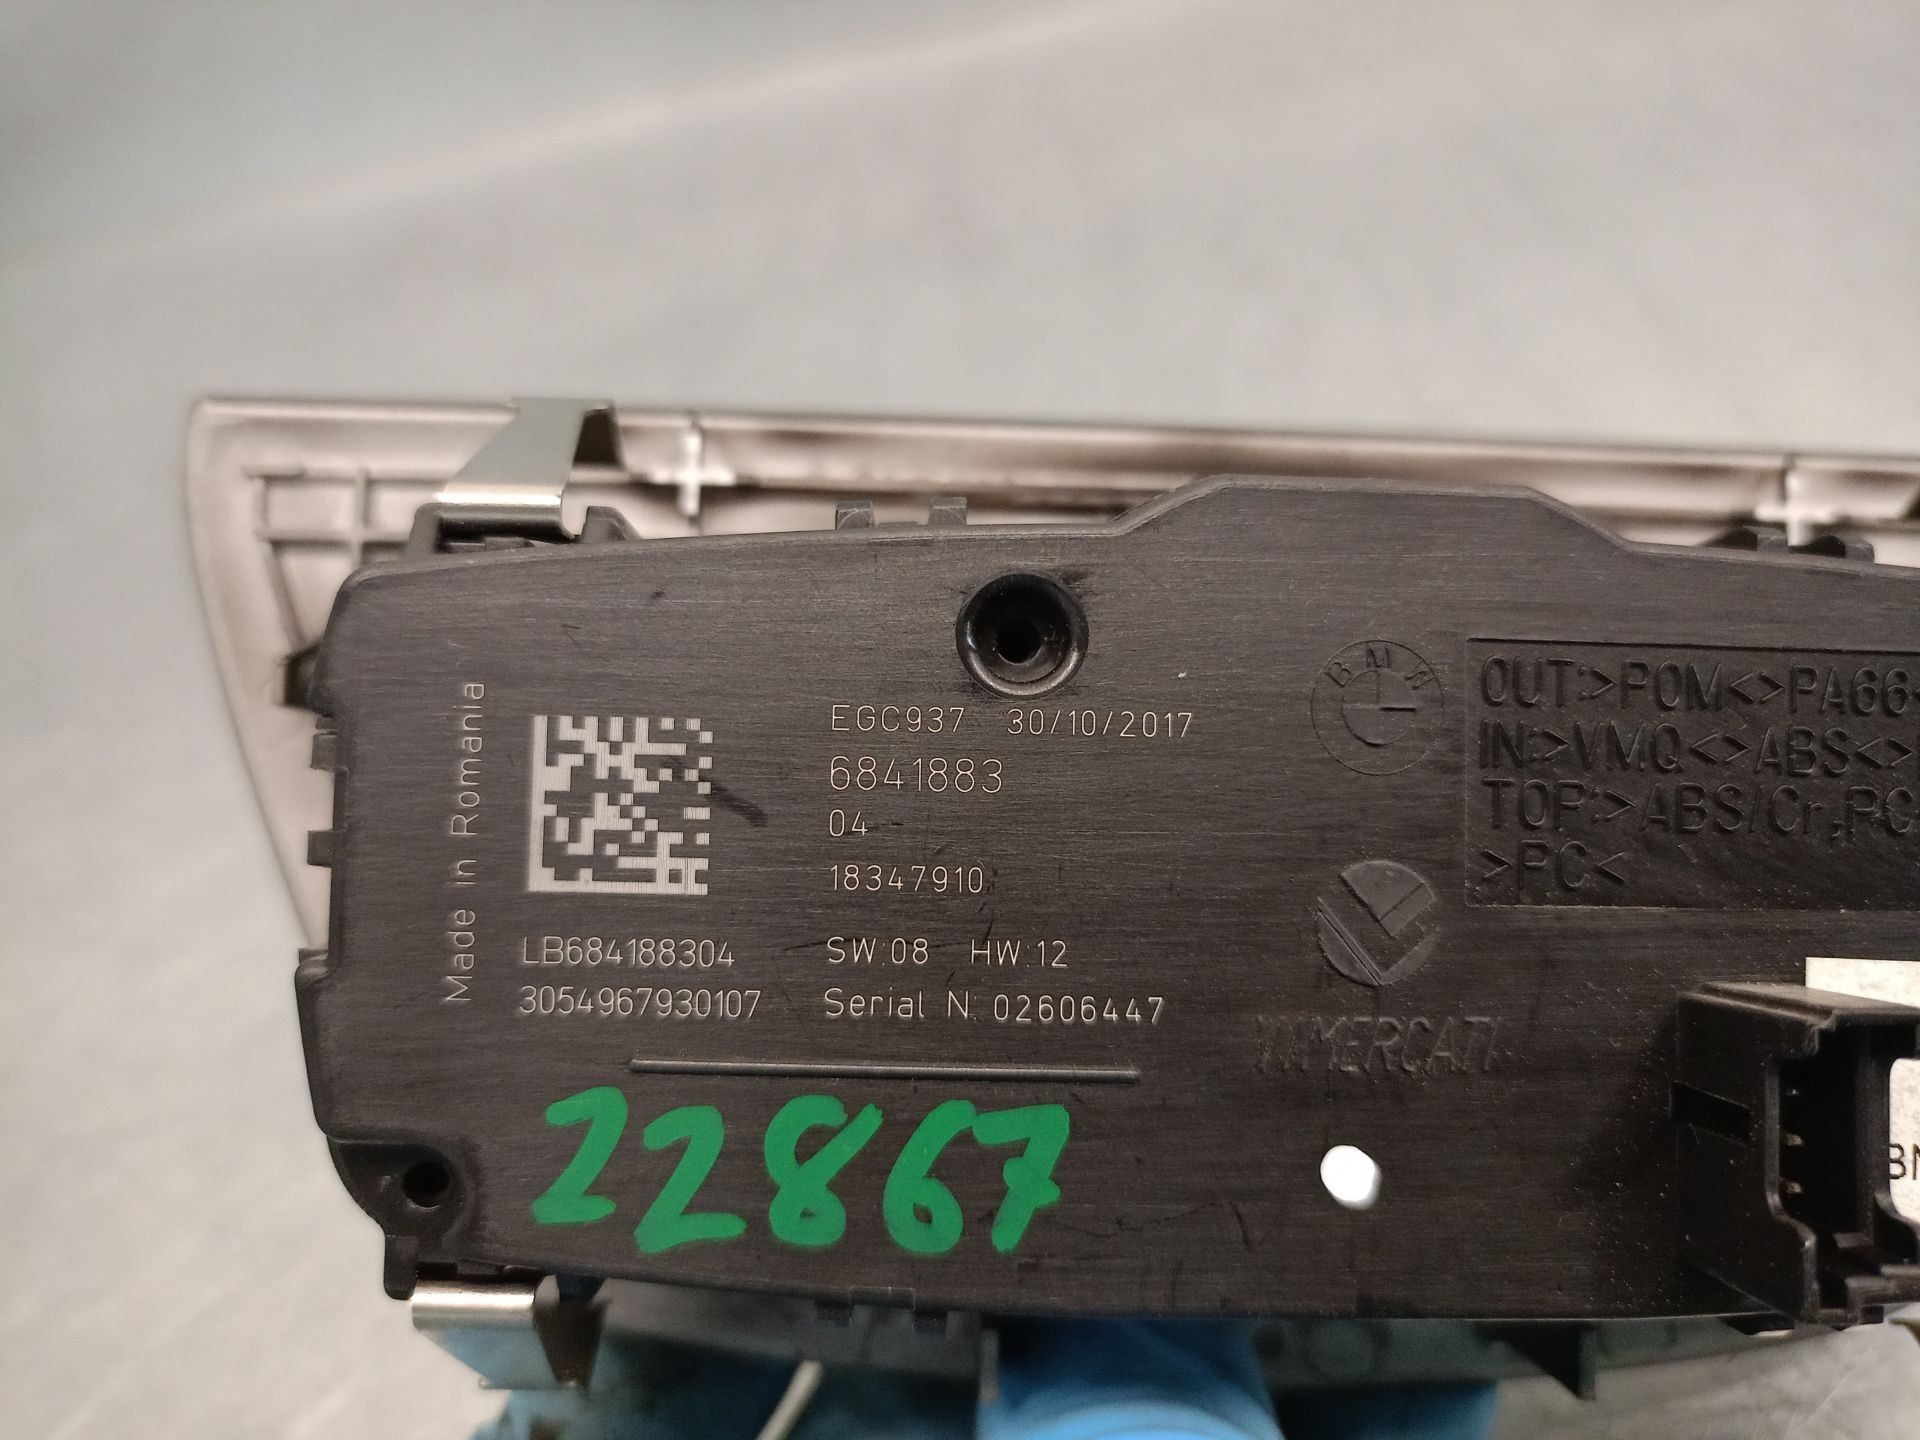 Made in Romania
EGC937 30/10/2017
6841883
04
18347910
LB684188304
3054967930107
SW:08 HW:12
Serial N. 02606447
22867
BMW
OUT:>POM<>PA66<
IN:>VMQ<>ABS<>
TOP:>ABS/Cr,PC
>PC<
VIMERCATI